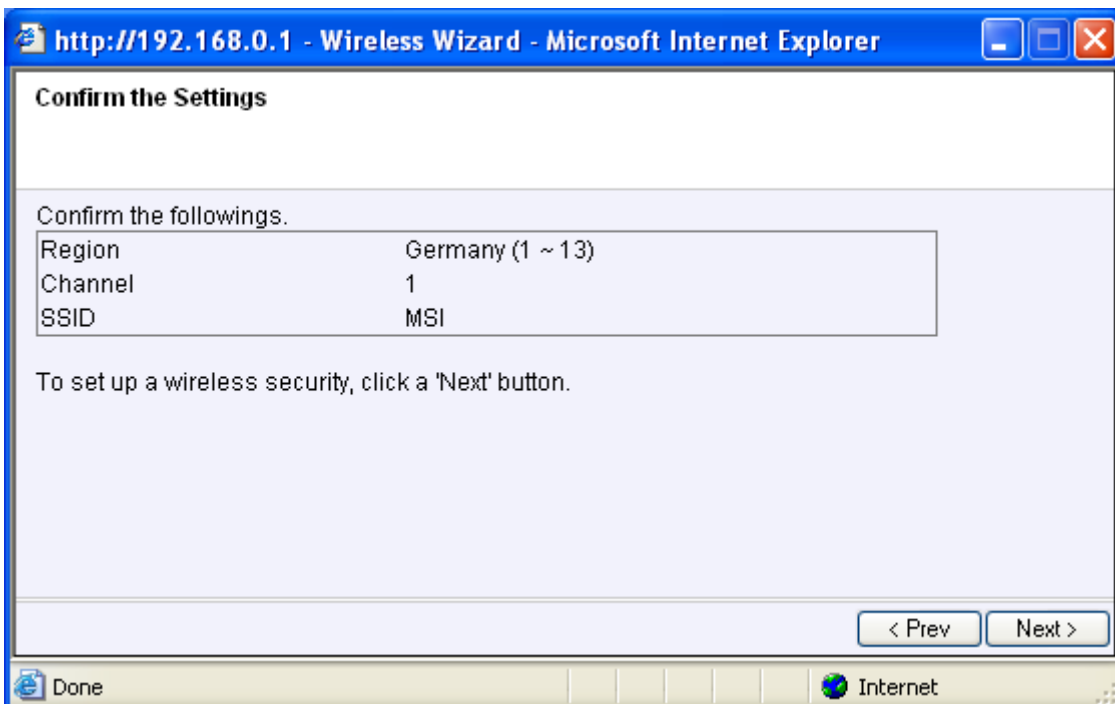 http://192.168.0.1 - Wireless Wizard - Microsoft Internet Explorer
Confirm the Settings
Confirm the followings.
Region Germany (1 ~ 13)
Channel 1
SSID MSI
To set up a wireless security, click a 'Next' button.
< Prev Next >
Done Internet